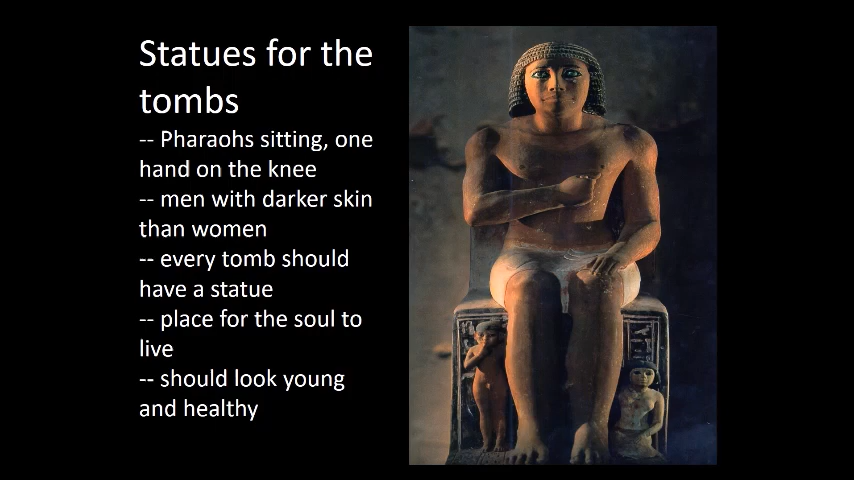 Statues for the
tombs
-- Pharaohs sitting, one
hand on the knee
-- men with darker skin
than women
-- every tomb should
have a statue
-- place for the soul to
live
-- should look young
and healthy